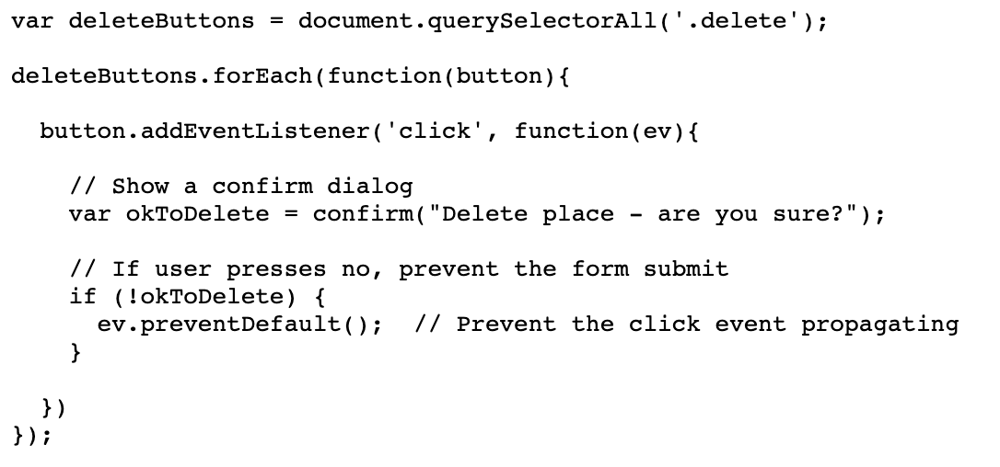 var deleteButtons = document.querySelectorAll('.delete');
deleteButtons.forEach(function(button){
button.addEventListener('click', function(ev){
// Show a confirm dialog
var okToDelete = confirm("Delete place - are you sure?");
// If user presses no, prevent the form submit
if (!okToDelete) {
ev.preventDefault();  // Prevent the click event propagating
}
})
});